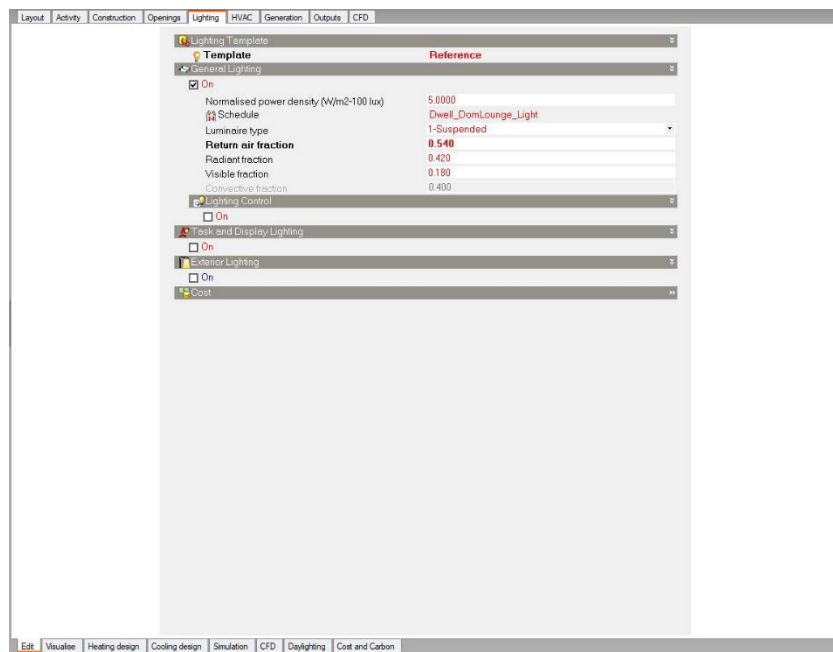 Layout Activity Construction Openings Lighting HVAC Generation Outputs CFD
Lighting Template
Template Reference
General Lighting
On
Normalised power density (W/m2-100 lux) 5.0000
Schedule Dwell_DomLounge_Light
Luminaire type 1-Suspended
Return air fraction 0.540
Radiant fraction 0.420
Visible fraction 0.180
Convective fraction 0.400
Lighting Control
On
Task and Display Lighting
On
Exterior Lighting
On
Cost
Edit Visualise Heating design Cooling design Simulation CFD Daylighting Cost and Carbon